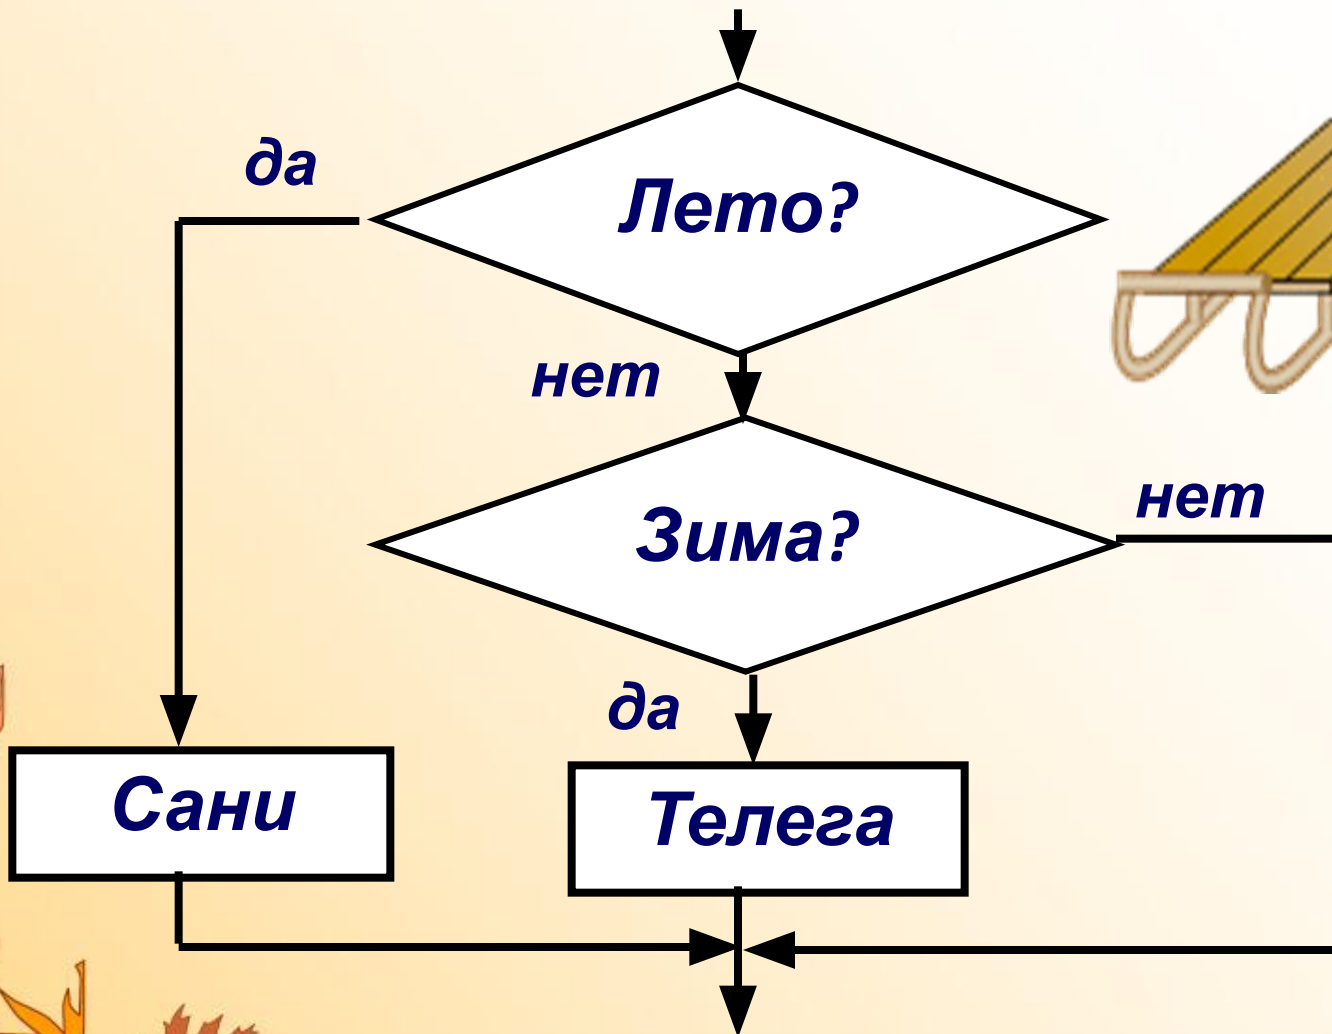 да
Лето?
нет
Зима?
нет
да
Сани
Телега